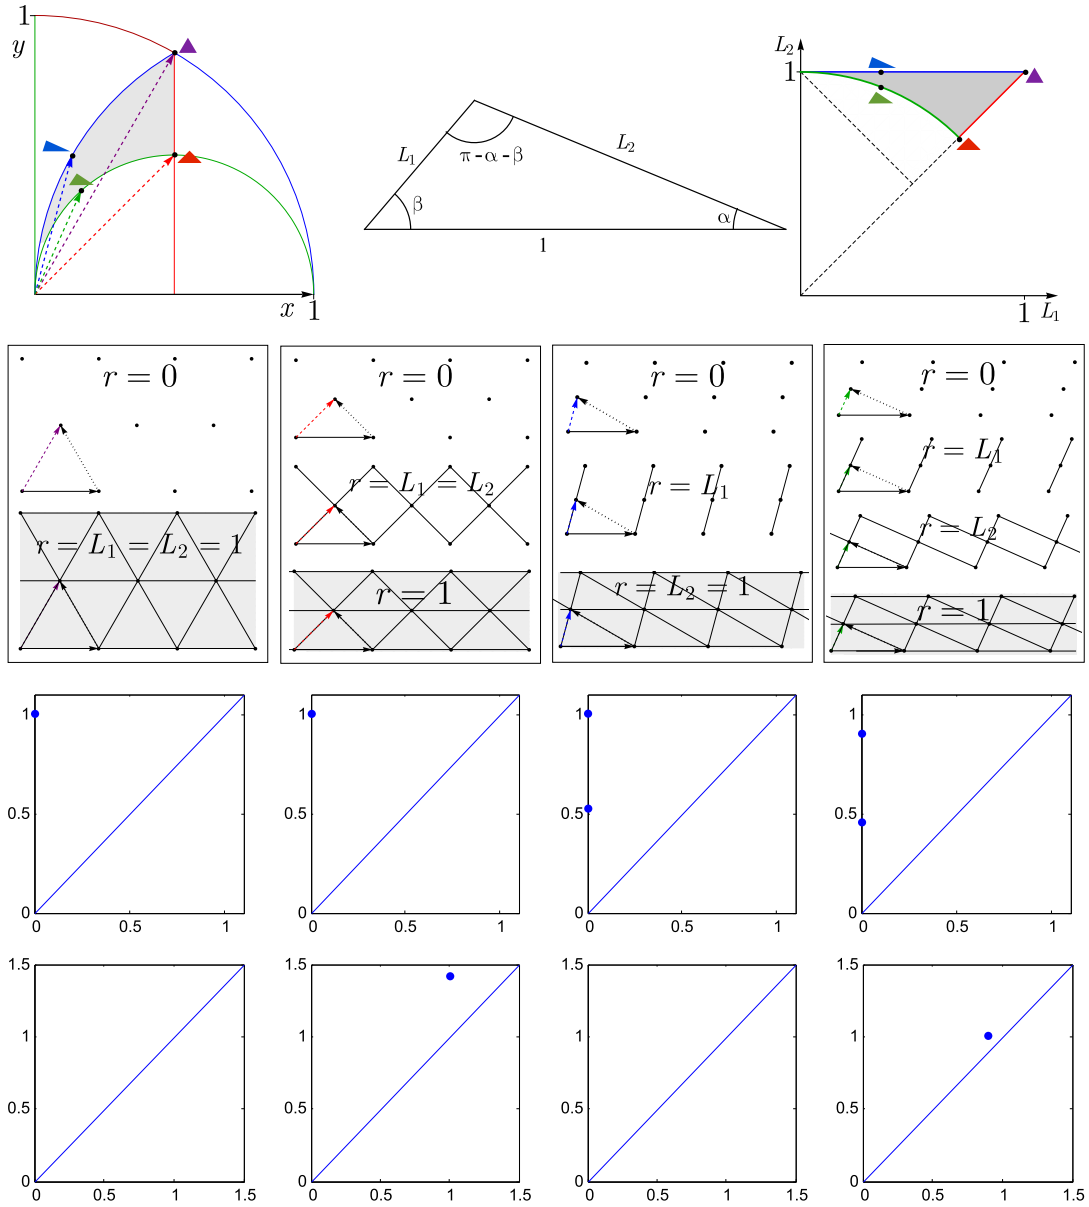 1
y
x
1
L₁
L₂
π - α - β
β
α
1
L₂
1
1
L₁
r = 0
r = L₁ = L₂ = 1
r = 0
r = L₁ = L₂
r = 1
r = 0
r = L₁
r = L₂ = 1
r = 0
r = L₁
r = L₂
r = 1
1
0.5
0
0 0.5 1
1
0.5
0
0 0.5 1
1
0.5
0
0 0.5 1
1
0.5
0
0 0.5 1
1.5
1
0.5
0
0 0.5 1 1.5
1.5
1
0.5
0
0 0.5 1 1.5
1.5
1
0.5
0
0 0.5 1 1.5
1.5
1
0.5
0
0 0.5 1 1.5